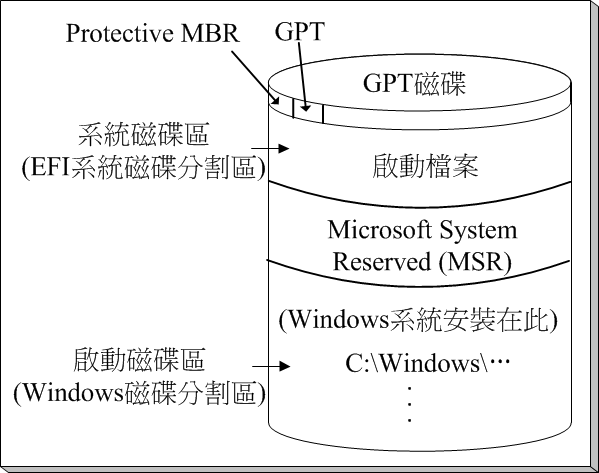 Protective MBR
GPT
GPT磁碟
系統磁碟區
(EFI系統磁碟分割區)
啟動檔案
Microsoft System
Reserved (MSR)
(Windows系統安裝在此)
啟動磁碟區
(Windows磁碟分割區)
C:\Windows\⋯